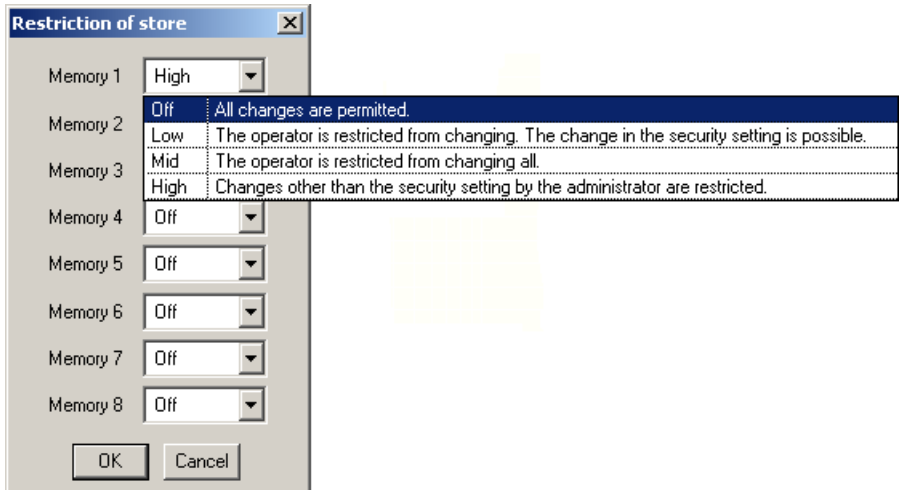 Restriction of store
Memory 1 High
Off All changes are permitted.
Memory 2
Low The operator is restricted from changing. The change in the security setting is possible.
Mid The operator is restricted from changing all.
Memory 3
High Changes other than the security setting by the administrator are restricted.
Memory 4 Off
Memory 5 Off
Memory 6 Off
Memory 7 Off
Memory 8 Off
OK Cancel